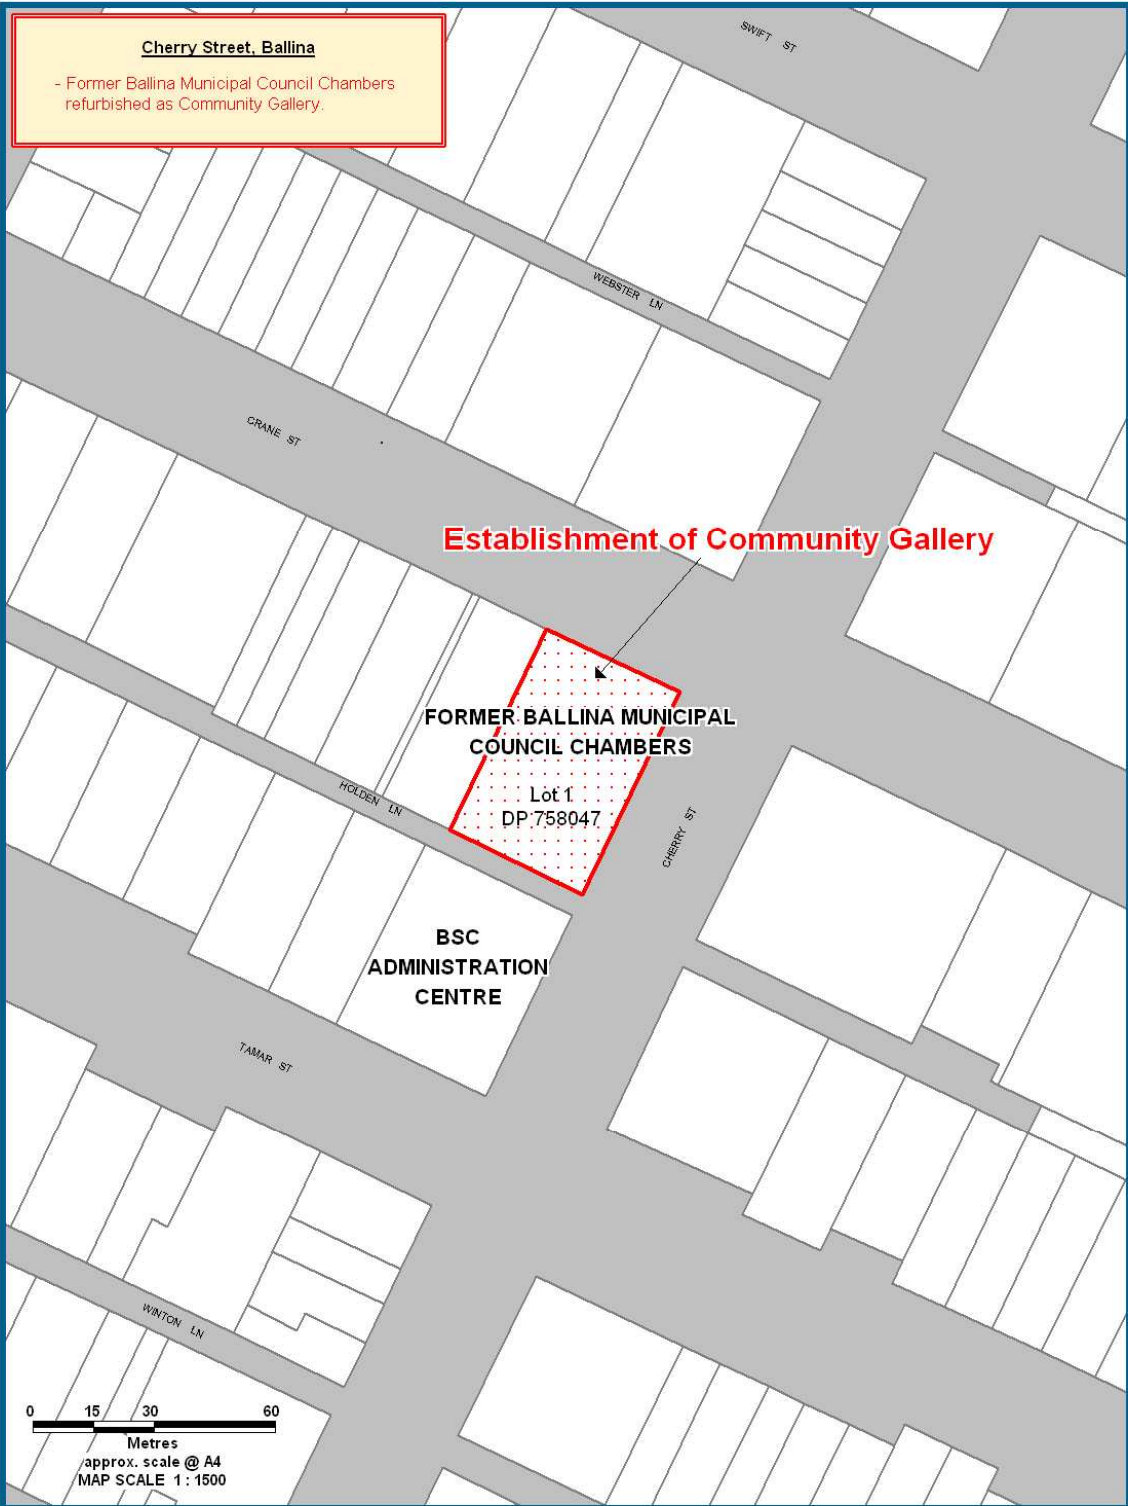 Cherry Street, Ballina
- Former Ballina Municipal Council Chambers
refurbished as Community Gallery.
SWIFT ST
WEBSTER LN
CRANE ST
Establishment of Community Gallery
FORMER BALLINA MUNICIPAL
COUNCIL CHAMBERS
Lot 1
DP 758047
HOLDEN LN
CHERRY ST
BSC
ADMINISTRATION
CENTRE
TAMAR ST
WINTON LN
0 15 30 60
Metres
approx. scale @ A4
MAP SCALE 1 : 1500